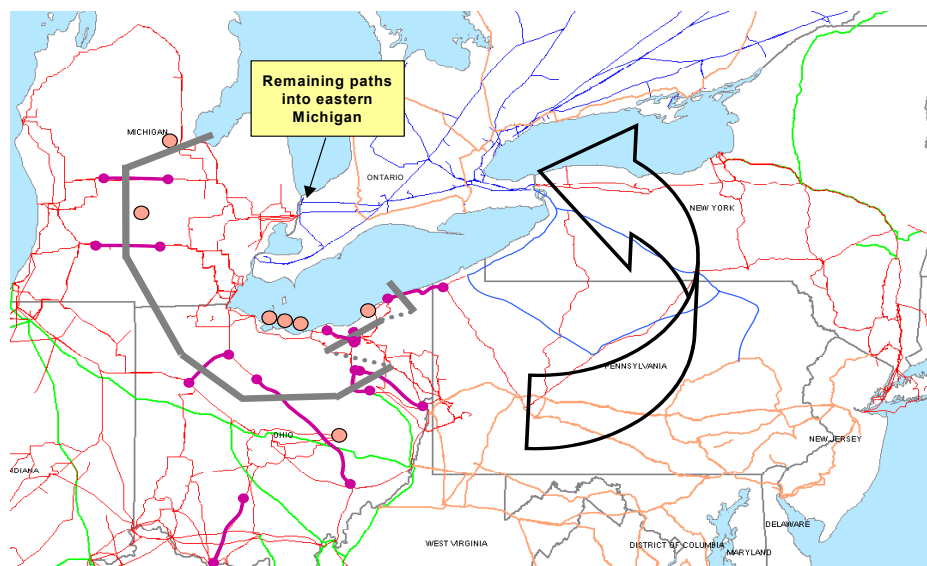 Remaining paths
into eastern
Michigan
MICHIGAN
ONTARIO
NEW YORK
PENNSYLVANIA
OHIO
NEW JERSEY
DIANA
WEST VIRGINIA
DELAWARE
DISTRICT OF COLUMBIA
MARYLAND